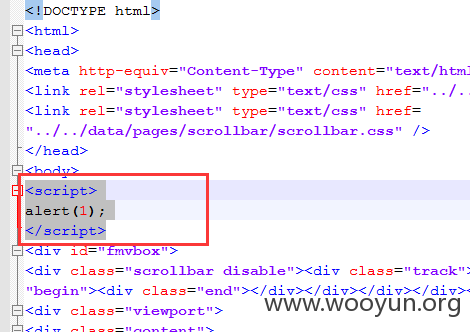 <!DOCTYPE html>
<html>
<head>
<meta http-equiv="Content-Type" content="text/html
<link rel="stylesheet" type="text/css" href="../..
<link rel="stylesheet" type="text/css" href=
"../../data/pages/scrollbar/scrollbar.css" />
</head>
<body>
<script>
alert(1);
</script>
<div id="fmvbox">
<div class="scrollbar disable"><div class="track"
"begin"><div class="end"></div></div></div></div>
<div class="viewport">
<div class="content">
www.wooyun.org